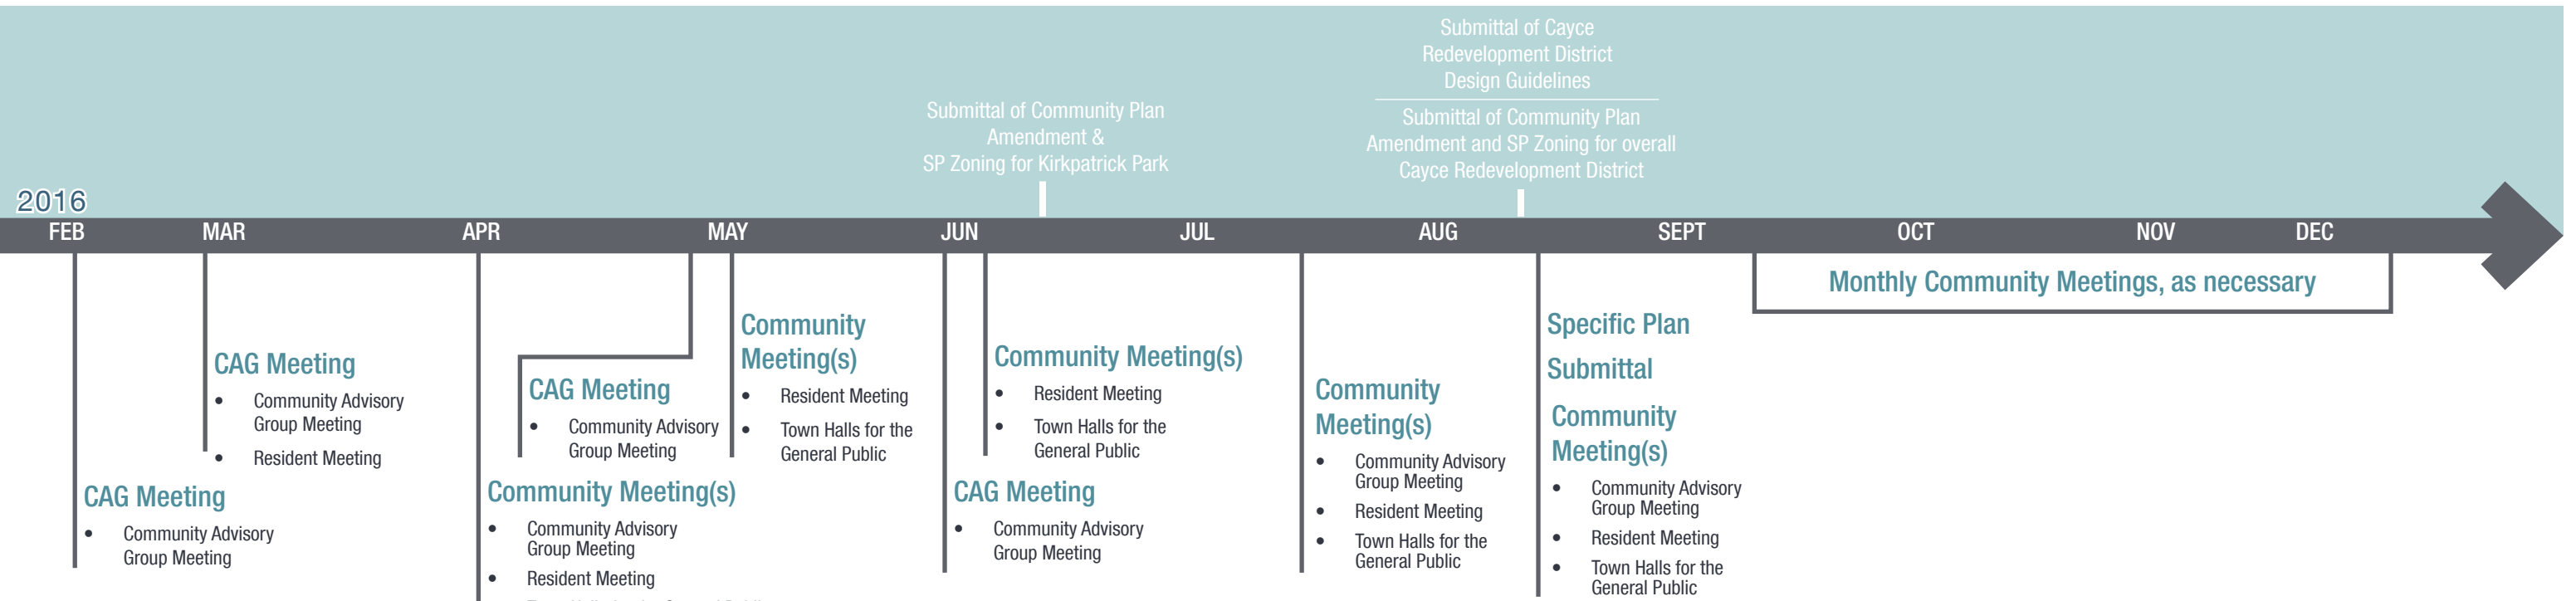 Submittal of Cayce
Redevelopment District
Design Guidelines
Submittal of Community Plan
Amendment &
SP Zoning for Kirkpatrick Park
Submittal of Community Plan
Amendment and SP Zoning for overall
Cayce Redevelopment District
2016
FEB MAR APR MAY JUN JUL AUG SEPT OCT NOV DEC
CAG Meeting
• Community Advisory
Group Meeting
CAG Meeting
• Community Advisory
Group Meeting
• Resident Meeting
Community Meeting(s)
• Community Advisory
Group Meeting
• Resident Meeting
CAG Meeting
• Community Advisory
Group Meeting
Community
Meeting(s)
• Resident Meeting
• Town Halls for the
General Public
CAG Meeting
• Community Advisory
Group Meeting
Community Meeting(s)
• Resident Meeting
• Town Halls for the
General Public
Community
Meeting(s)
• Community Advisory
Group Meeting
• Resident Meeting
• Town Halls for the
General Public
Specific Plan
Submittal
Community
Meeting(s)
• Community Advisory
Group Meeting
• Resident Meeting
• Town Halls for the
General Public
Monthly Community Meetings, as necessary